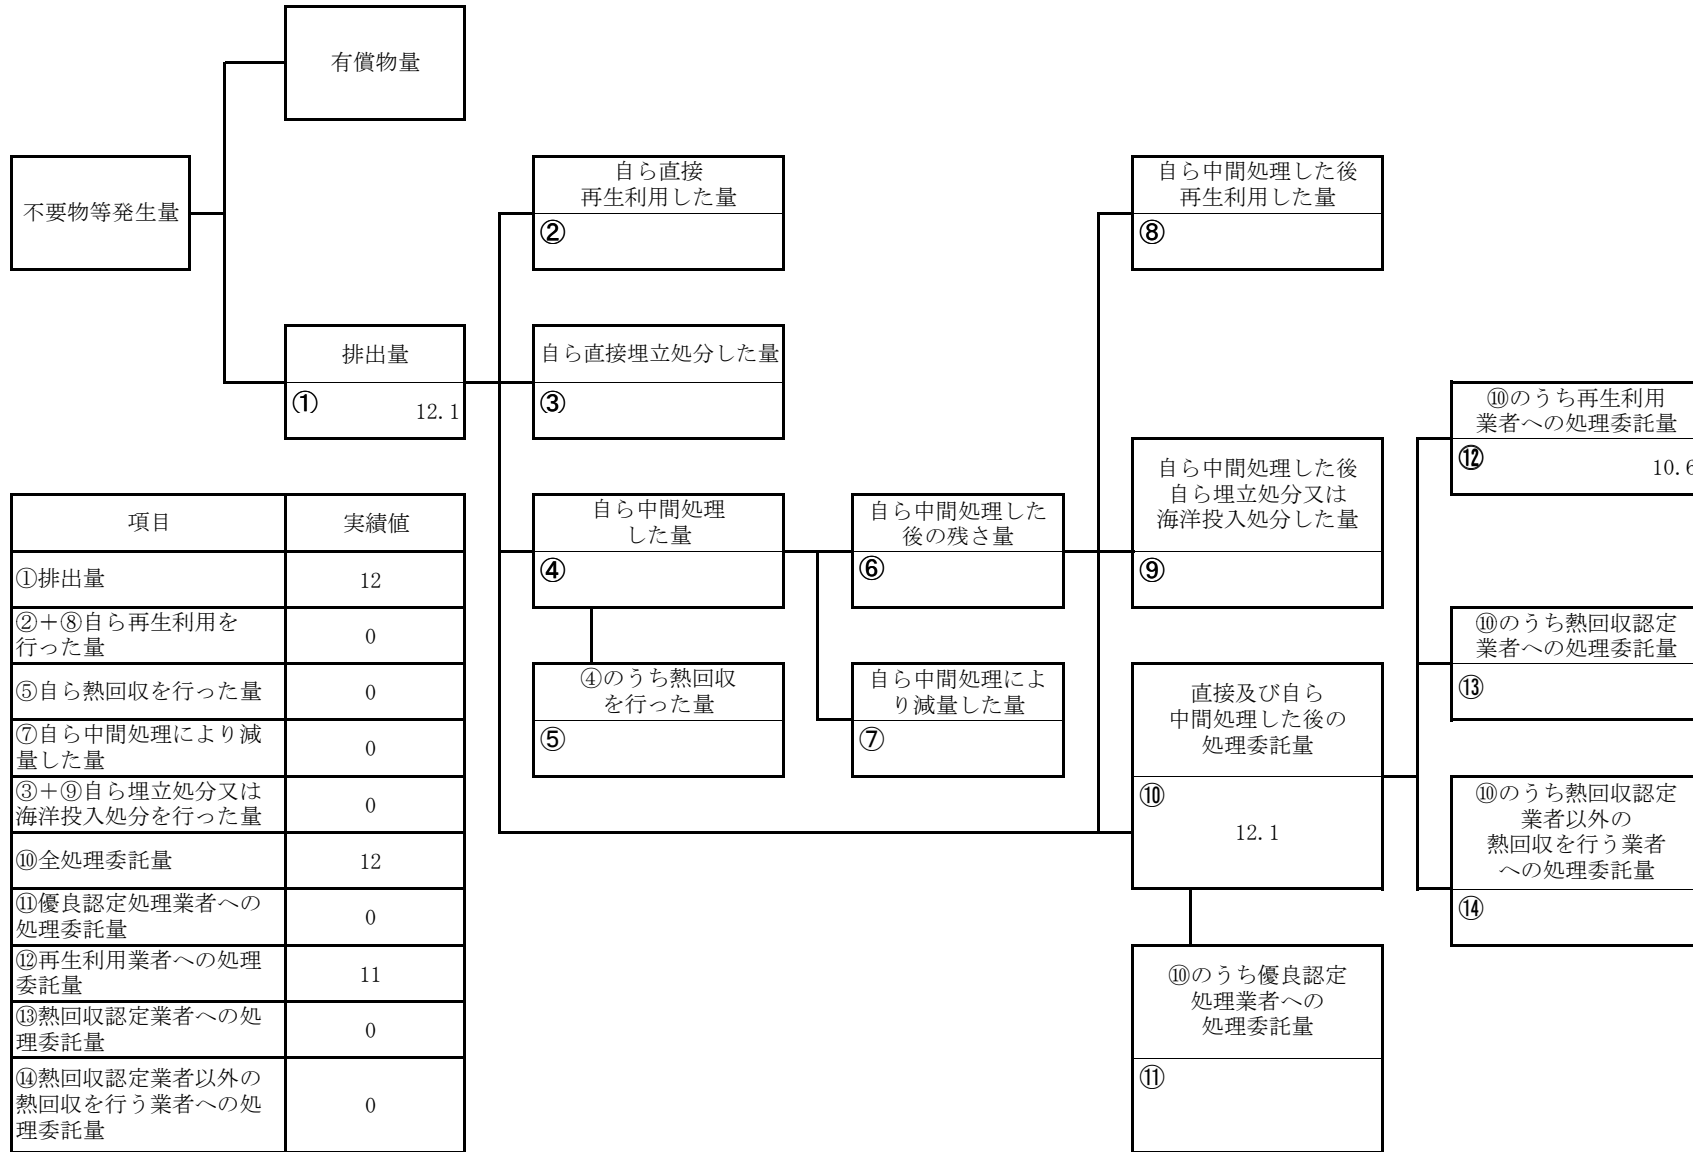 有償物量
不要物等発生量
自ら直接
再生利用した量
②
自ら中間処理した後
再生利用した量
⑧
排出量
①
12.1
自ら直接埋立処分した量
③
⑩のうち再生利用
業者への処理委託量
⑫
10.6
自ら中間処理
した量
④
自ら中間処理した
後の残さ量
⑥
自ら中間処理した後
自ら埋立処分又は
海洋投入処分した量
⑨
④のうち熱回収
を行った量
⑤
自ら中間処理によ
り減量した量
⑦
直接及び自ら
中間処理した後の
処理委託量
⑩
12.1
⑩のうち熱回収認定
業者への処理委託量
⑬
⑩のうち熱回収認定
業者以外の
熱回収を行う業者
への処理委託量
⑭
⑩のうち優良認定
処理業者への
処理委託量
⑪
項目
実績値
①排出量
12
②＋⑧自ら再生利用を
行った量
0
⑤自ら熱回収を行った量
0
⑦自ら中間処理により減
量した量
0
③＋⑨自ら埋立処分又は
海洋投入処分を行った量
0
⑩全処理委託量
12
⑪優良認定処理業者への
処理委託量
0
⑫再生利用業者への処理
委託量
11
⑬熱回収認定業者への処
理委託量
0
⑭熱回収認定業者以外の
熱回収を行う業者への処
理委託量
0